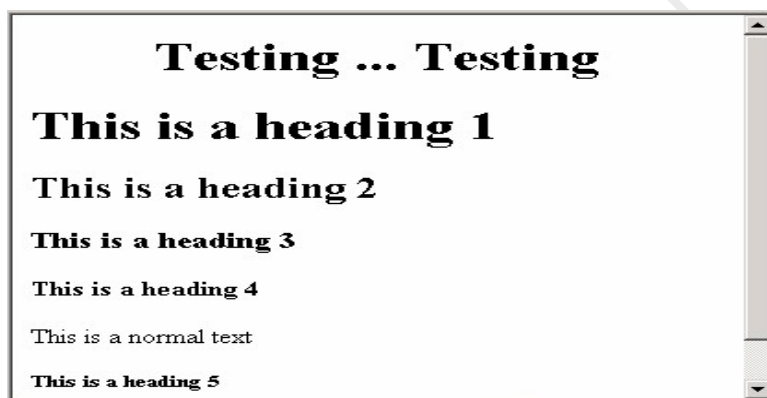 Testing ... Testing
This is a heading 1
This is a heading 2
This is a heading 3
This is a heading 4
This is a normal text
This is a heading 5